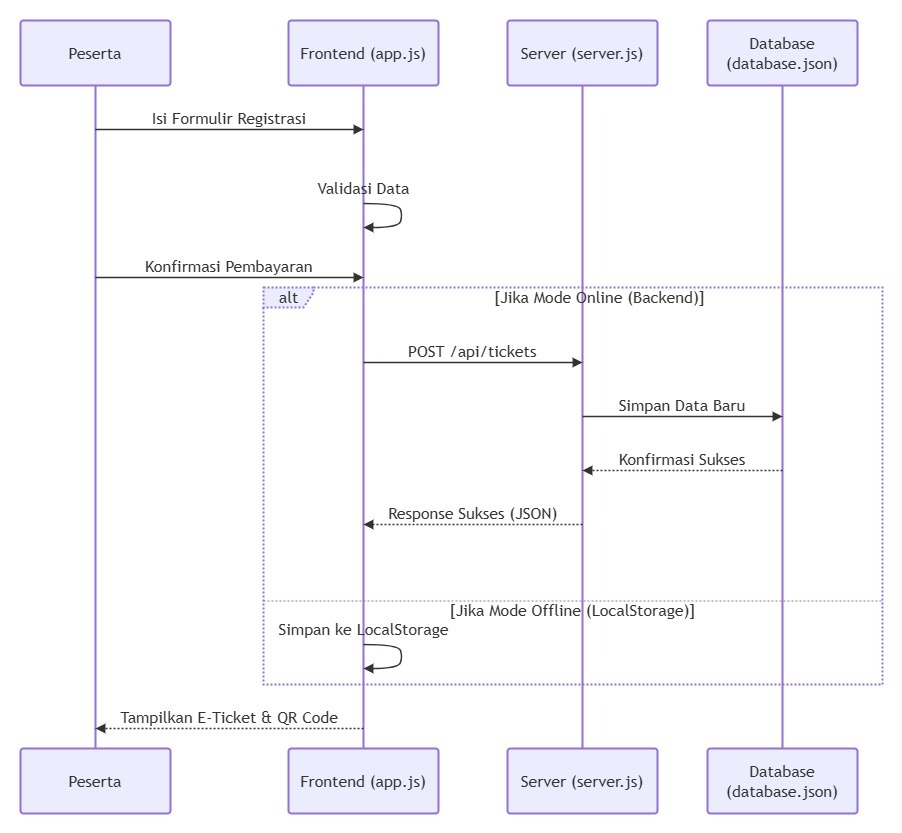 Peserta
Frontend (app.js)
Server (server.js)
Database
(database.json)
Isi Formulir Registrasi
Validasi Data
Konfirmasi Pembayaran
alt
[Jika Mode Online (Backend)]
POST /api/tickets
Simpan Data Baru
Konfirmasi Sukses
Response Sukses (JSON)
[Jika Mode Offline (LocalStorage)]
Simpan ke LocalStorage
Tampilkan E-Ticket & QR Code
Peserta
Frontend (app.js)
Server (server.js)
Database
(database.json)